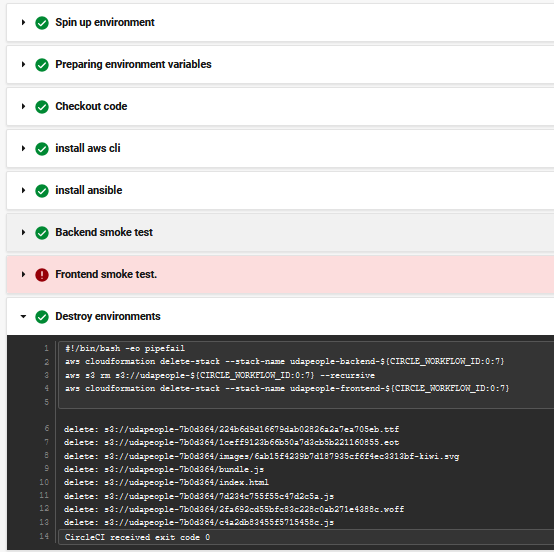 Spin up environment
Preparing environment variables
Checkout code
install aws cli
install ansible
Backend smoke test
Frontend smoke test.
Destroy environments
1 #!/bin/bash -eo pipefail
2 aws cloudformation delete-stack --stack-name udapeople-backend-${CIRCLE_WORKFLOW_ID:0:7}
3 aws s3 rm s3://udapeople-${CIRCLE_WORKFLOW_ID:0:7} --recursive
4 aws cloudformation delete-stack --stack-name udapeople-frontend-${CIRCLE_WORKFLOW_ID:0:7}
5
6 delete: s3://udapeople-7b0d364/224b6d9d16679dab02826a2a7ea705eb.ttf
7 delete: s3://udapeople-7b0d364/1ceff9123b66b50a7d3cb5b221160855.eot
8 delete: s3://udapeople-7b0d364/images/6ab15f4239b7d187935cf6f4ec3313bf-kiwi.svg
9 delete: s3://udapeople-7b0d364/bundle.js
10 delete: s3://udapeople-7b0d364/index.html
11 delete: s3://udapeople-7b0d364/7d234c755f55c47d2c5a.js
12 delete: s3://udapeople-7b0d364/2fa692cd55bfc83c228c0ab271e4388c.woff
13 delete: s3://udapeople-7b0d364/c4a2db83455f5715458c.js
14 CircleCI received exit code 0